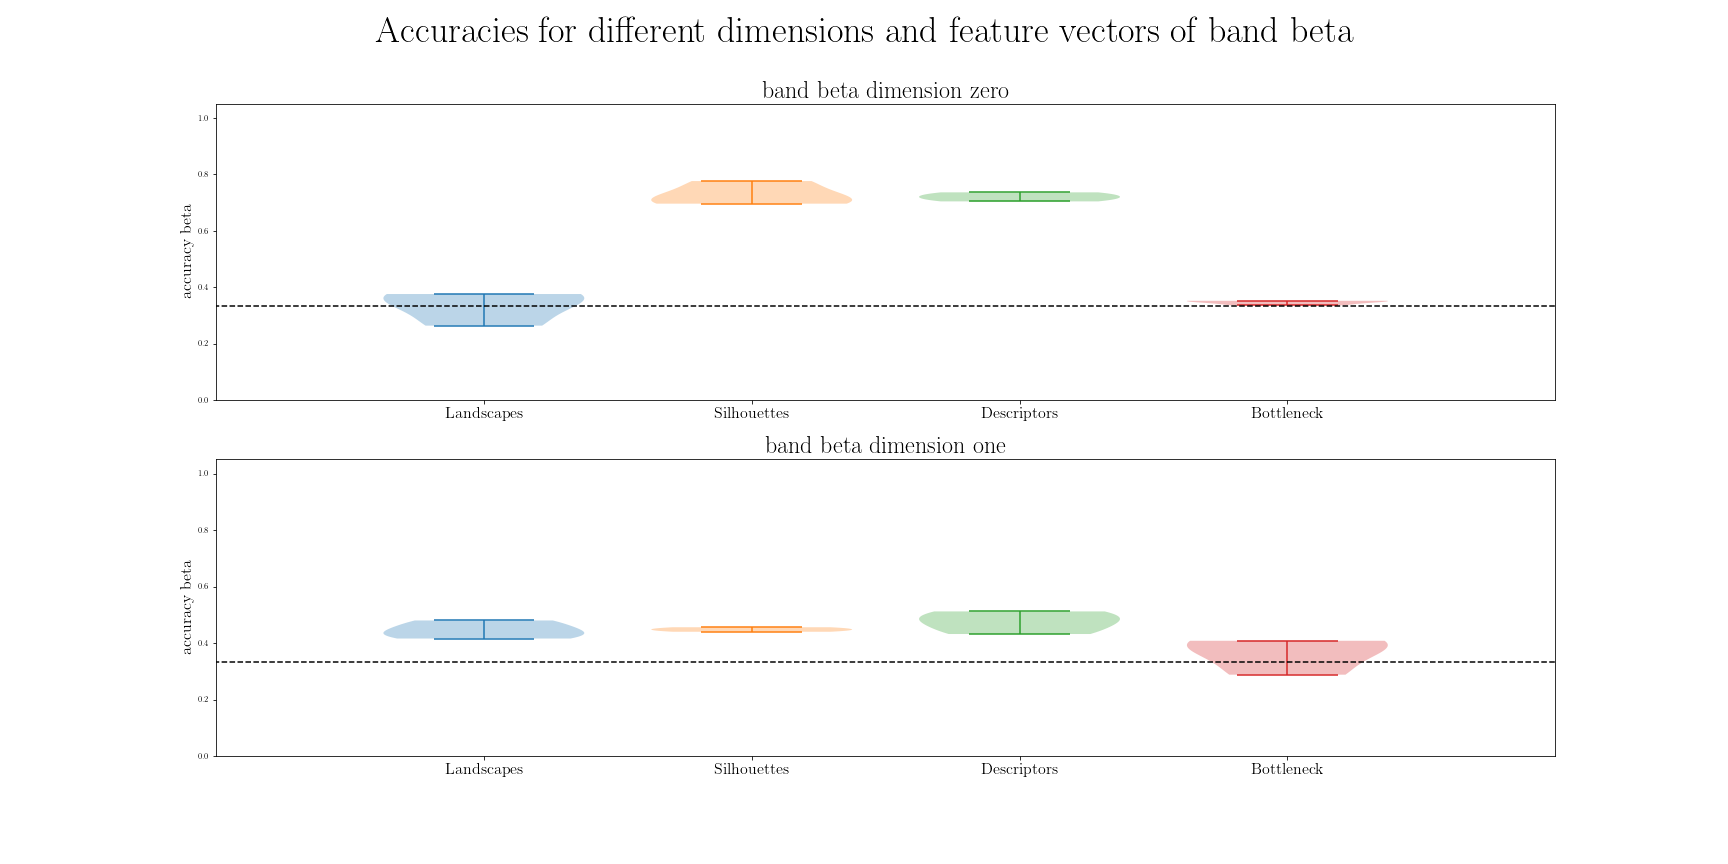 Accuracies for different dimensions and feature vectors of band beta
band beta dimension zero
1.0
0.8
0.6
0.4
0.2
0.0
accuracy beta
Landscapes Silhouettes Descriptors Bottleneck
band beta dimension one
1.0
0.8
0.6
0.4
0.2
0.0
accuracy beta
Landscapes Silhouettes Descriptors Bottleneck